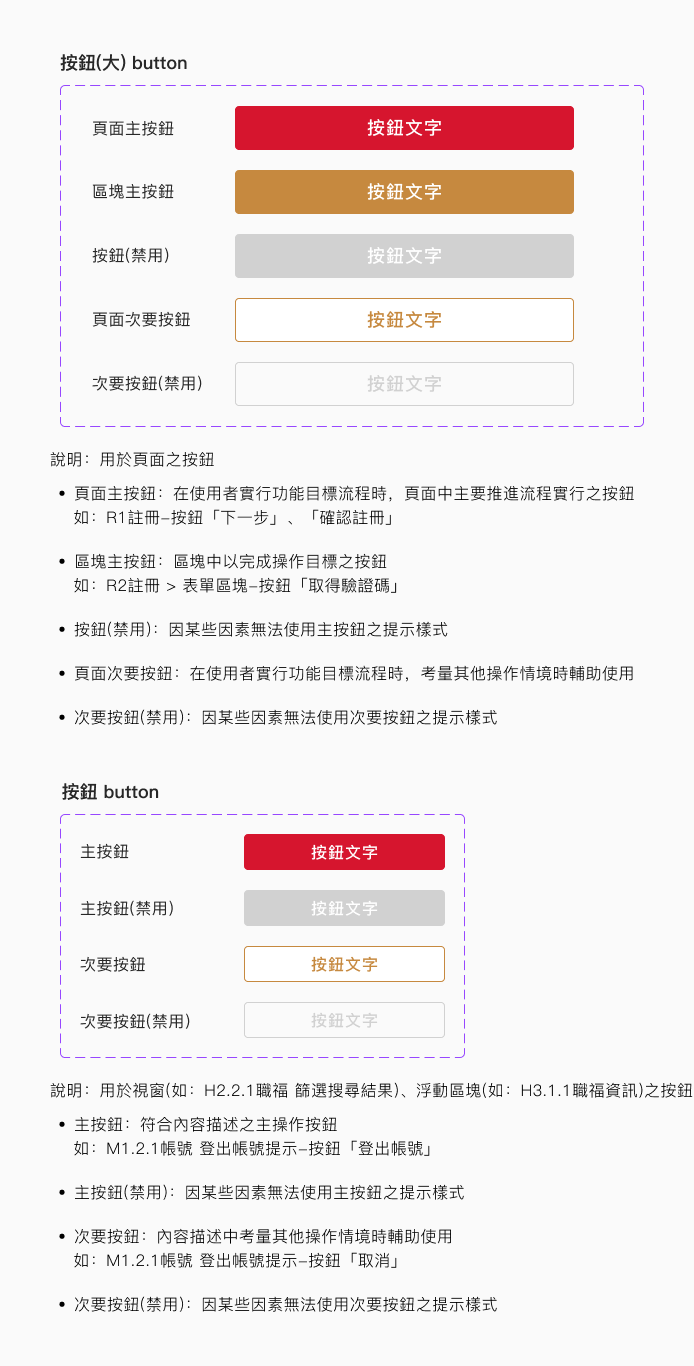 按鈕(大) button
頁面主按鈕 按鈕文字
區塊主按鈕 按鈕文字
按鈕(禁用) 按鈕文字
頁面次要按鈕 按鈕文字
次要按鈕(禁用) 按鈕文字
說明：用於頁面之按鈕
• 頁面主按鈕：在使用者實行功能目標流程時，頁面中主要推進流程實行之按鈕
如：R1註冊–按鈕「下一步」、「確認註冊」
• 區塊主按鈕：區塊中以完成操作目標之按鈕
如：R2註冊 > 表單區塊–按鈕「取得驗證碼」
• 按鈕(禁用)：因某些因素無法使用主按鈕之提示樣式
• 頁面次要按鈕：在使用者實行功能目標流程時，考量其他操作情境時輔助使用
• 次要按鈕(禁用)：因某些因素無法使用次要按鈕之提示樣式
按鈕 button
主按鈕 按鈕文字
主按鈕(禁用) 按鈕文字
次要按鈕 按鈕文字
次要按鈕(禁用) 按鈕文字
說明：用於視窗(如：H2.2.1職福 篩選搜尋結果)、浮動區塊(如：H3.1.1職福資訊)之按鈕
• 主按鈕：符合內容描述之主操作按鈕
如：M1.2.1帳號 登出帳號提示–按鈕「登出帳號」
• 主按鈕(禁用)：因某些因素無法使用主按鈕之提示樣式
• 次要按鈕：內容描述中考量其他操作情境時輔助使用
如：M1.2.1帳號 登出帳號提示–按鈕「取消」
• 次要按鈕(禁用)：因某些因素無法使用次要按鈕之提示樣式